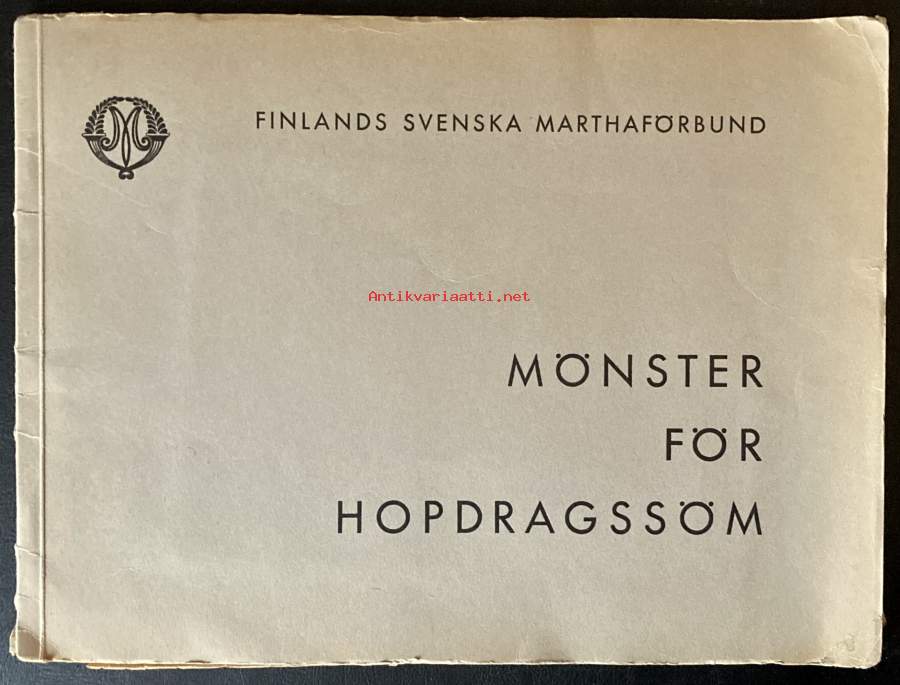 FINLANDS SVENSKA MARTHAFÖRBUND
Antikvariaatti.net
MÖNSTER
FÖR
HOPDRAGSSÖM